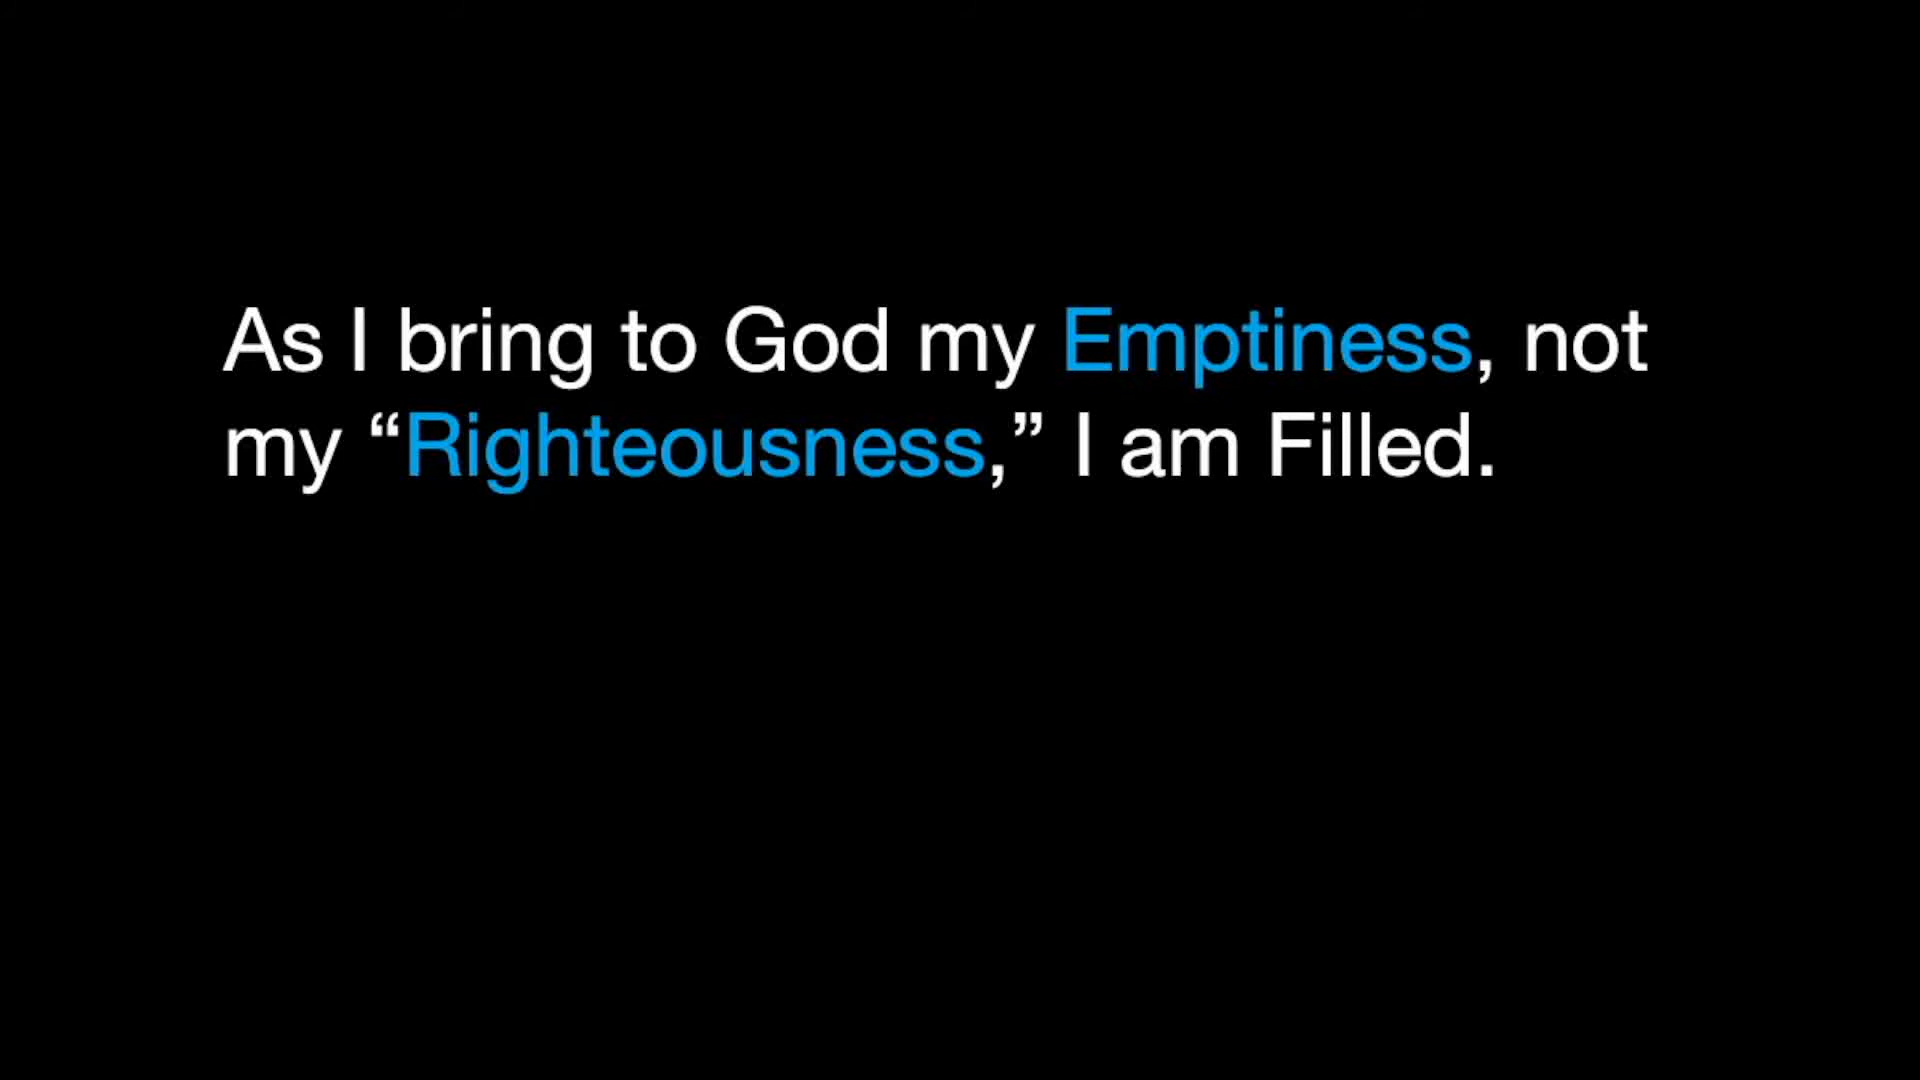 As I bring to God my Emptiness, not
my “Righteousness,” I am Filled.